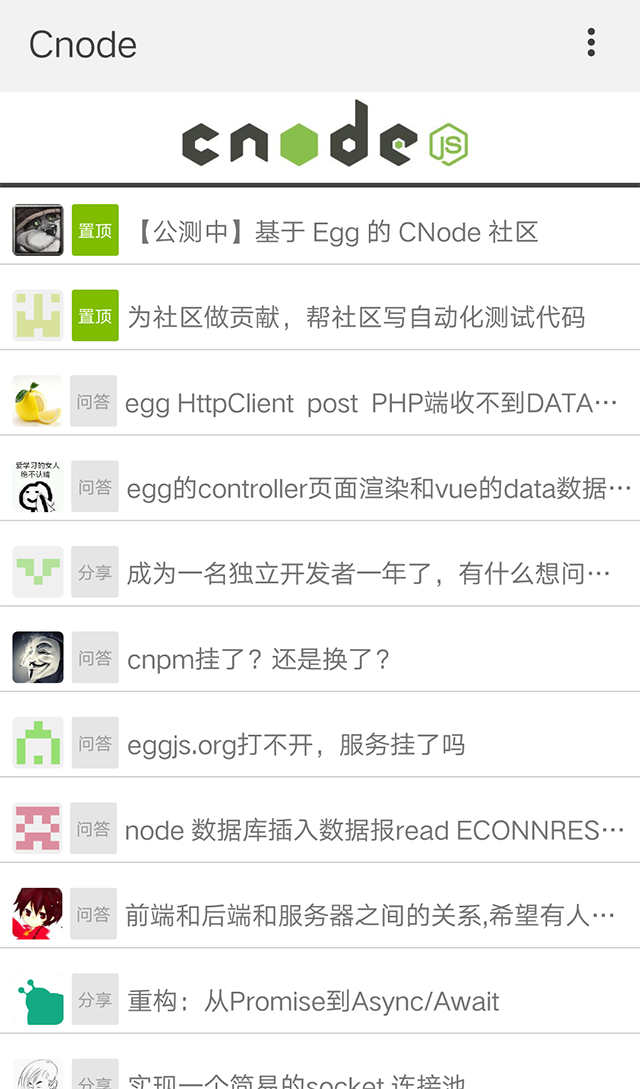 Cnode
cnode JS
置顶 【公测中】基于 Egg 的 CNode 社区
置顶 为社区做贡献，帮社区写自动化测试代码
问答 egg HttpClient post PHP端收不到DATA…
爱学习的女人
绝不认输
问答 egg的controller页面渲染和vue的data数据…
分享 成为一名独立开发者一年了，有什么想问…
问答 cnpm挂了？还是换了？
问答 eggjs.org打不开，服务挂了吗
问答 node 数据库插入数据报read ECONNRES…
问答 前端和后端和服务器之间的关系,希望有人…
分享 重构：从Promise到Async/Await
分享 实现一个简易的socket 连接池